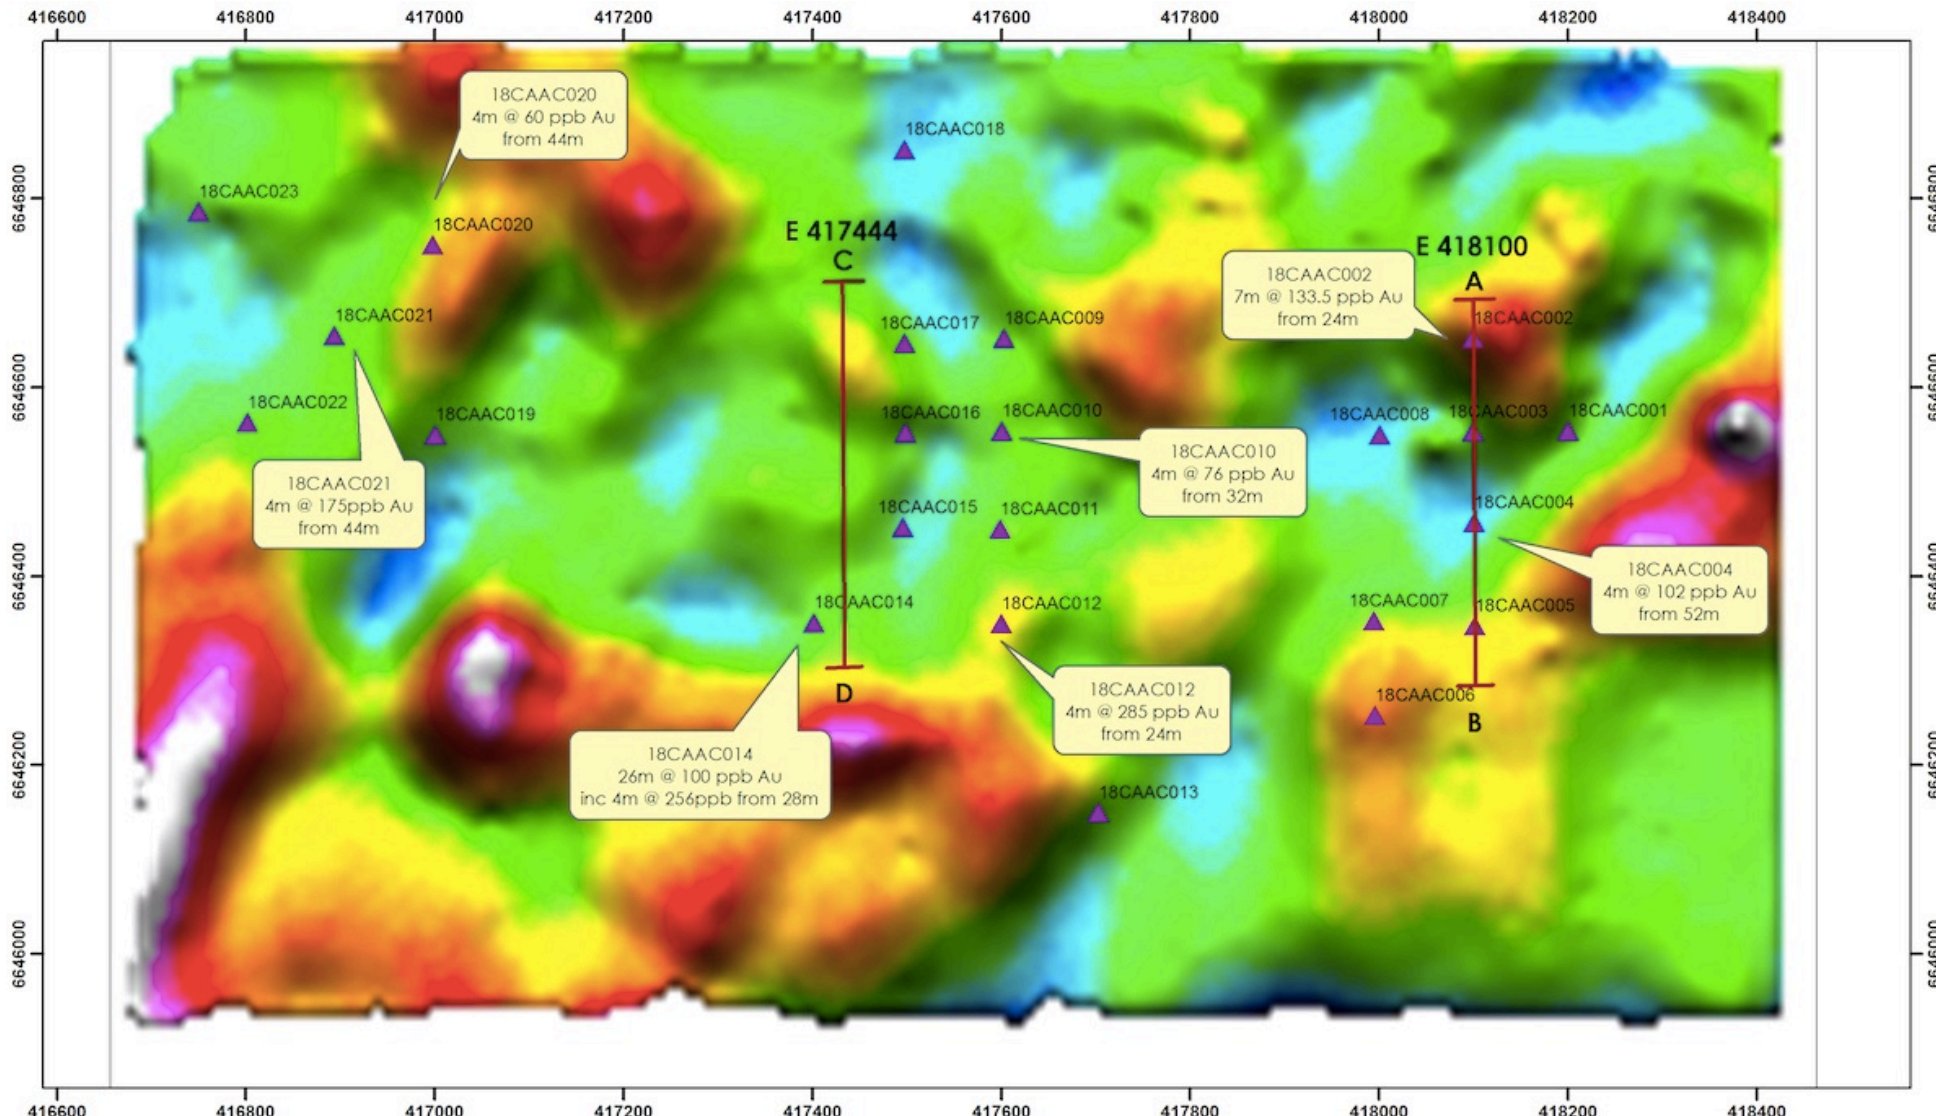 416600 416800 417000 417200 417400 417600 417800 418000 418200 418400
18CAAC020
4m @ 60 ppb Au
from 44m
18CAAC018
6646800
18CAAC023
6646800
18CAAC020
E 417444
C
E 418100
A
18CAAC002
7m @ 133.5 ppb Au
from 24m
18CAAC021
18CAAC017
18CAAC009
18CAAC002
6646600
6646600
18CAAC022
18CAAC019
18CAAC016
18CAAC010
18CAAC008
18CAAC003
18CAAC001
18CAAC010
4m @ 76 ppb Au
from 32m
18CAAC021
4m @ 175ppb Au
from 44m
18CAAC015
18CAAC011
18CAAC004
6646400
6646400
18CAAC004
4m @ 102 ppb Au
from 52m
18CAAC014
18CAAC012
18CAAC007
18CAAC005
D
18CAAC012
4m @ 285 ppb Au
from 24m
18CAAC006
B
6646200
6646200
18CAAC014
26m @ 100 ppb Au
inc 4m @ 256ppb from 28m
18CAAC013
6646000
6646000
416600 416800 417000 417200 417400 417600 417800 418000 418200 418400